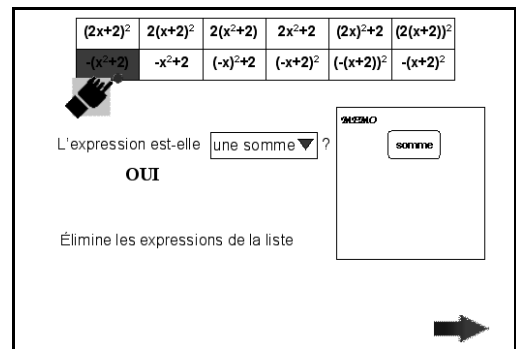 (2x+2)² 2(x+2)² 2(x²+2) 2x²+2 (2x)²+2 (2(x+2))²
-(x²+2) -x²+2 (-x)²+2 (-x+2)² (-(x+2))² -(x+2)²
MEMO
somme
L'expression est-elle une somme ?
OUI
Élimine les expressions de la liste